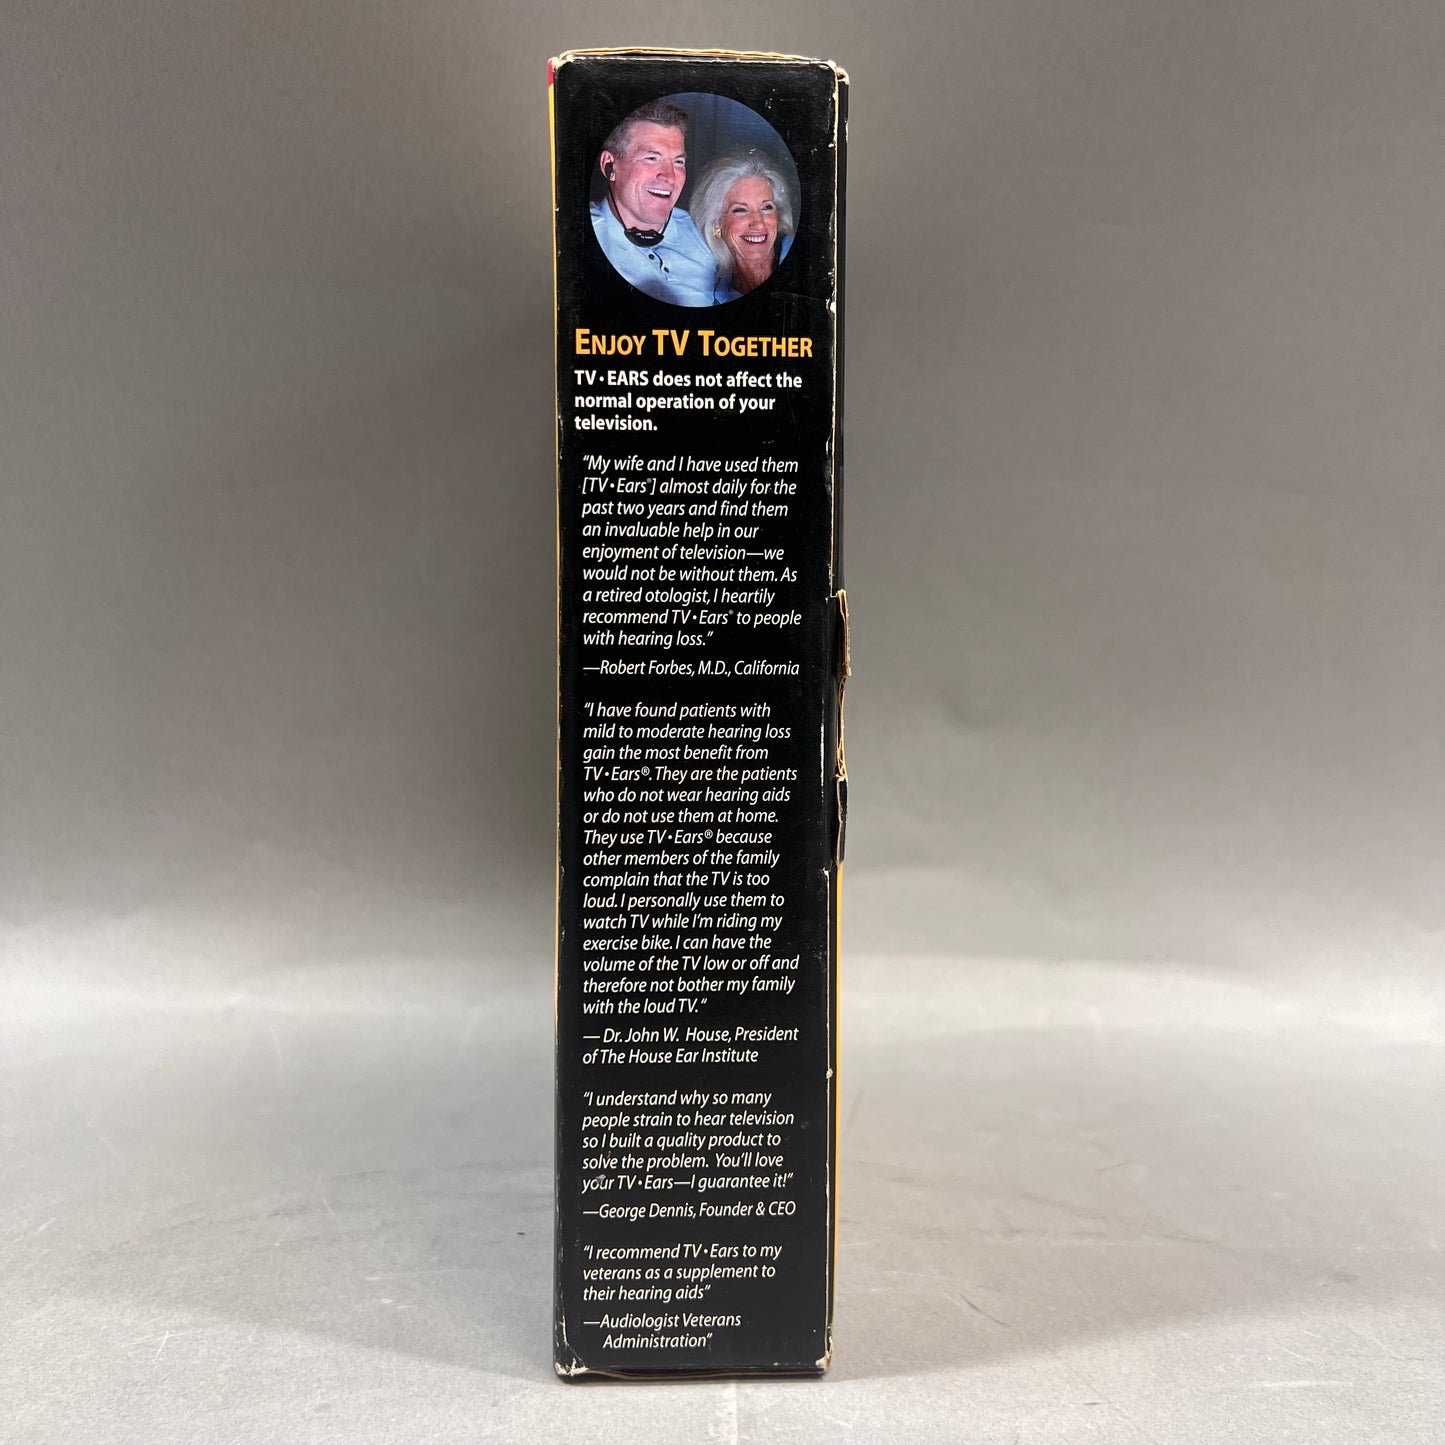 ENJOY TV TOGETHER
TV•EARS does not affect the
normal operation of your
television.
“My wife and I have used them
[TV•Ears®] almost daily for the
past two years and find them
an invaluable help in our
enjoyment of television—we
would not be without them. As
a retired otologist, I heartily
recommend TV•Ears® to people
with hearing loss.”
—Robert Forbes, M.D., California
“I have found patients with
mild to moderate hearing loss
gain the most benefit from
TV•Ears®. They are the patients
who do not wear hearing aids
or do not use them at home.
They use TV•Ears® because
other members of the family
complain that the TV is too
loud. I personally use them to
watch TV while I’m riding my
exercise bike. I can have the
volume of the TV low or off and
therefore not bother my family
with the loud TV.“
— Dr. John W. House, President
of The House Ear Institute
“I understand why so many
people strain to hear television
so I built a quality product to
solve the problem. You’ll love
your TV•Ears—I guarantee it!”
—George Dennis, Founder & CEO
“I recommend TV•Ears to my
veterans as a supplement to
their hearing aids”
—Audiologist Veterans
Administration”